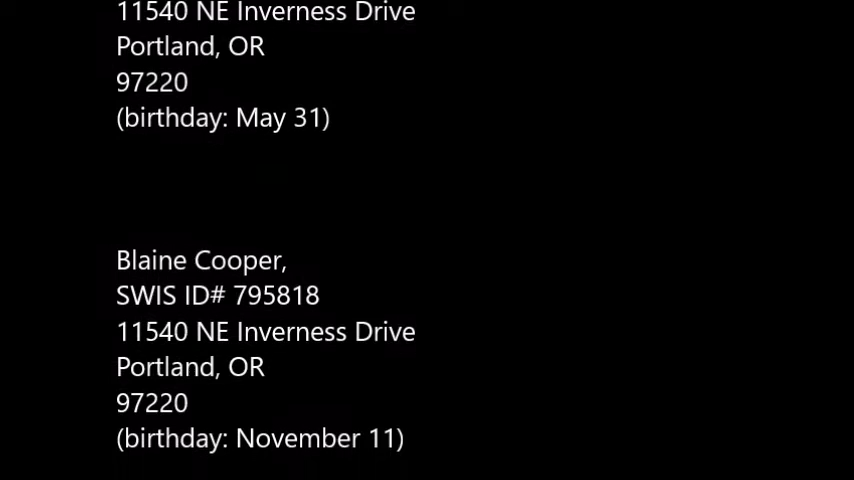 11540 NE Inverness Drive
Portland, OR
97220
(birthday: May 31)
Blaine Cooper,
SWIS ID# 795818
11540 NE Inverness Drive
Portland, OR
97220
(birthday: November 11)